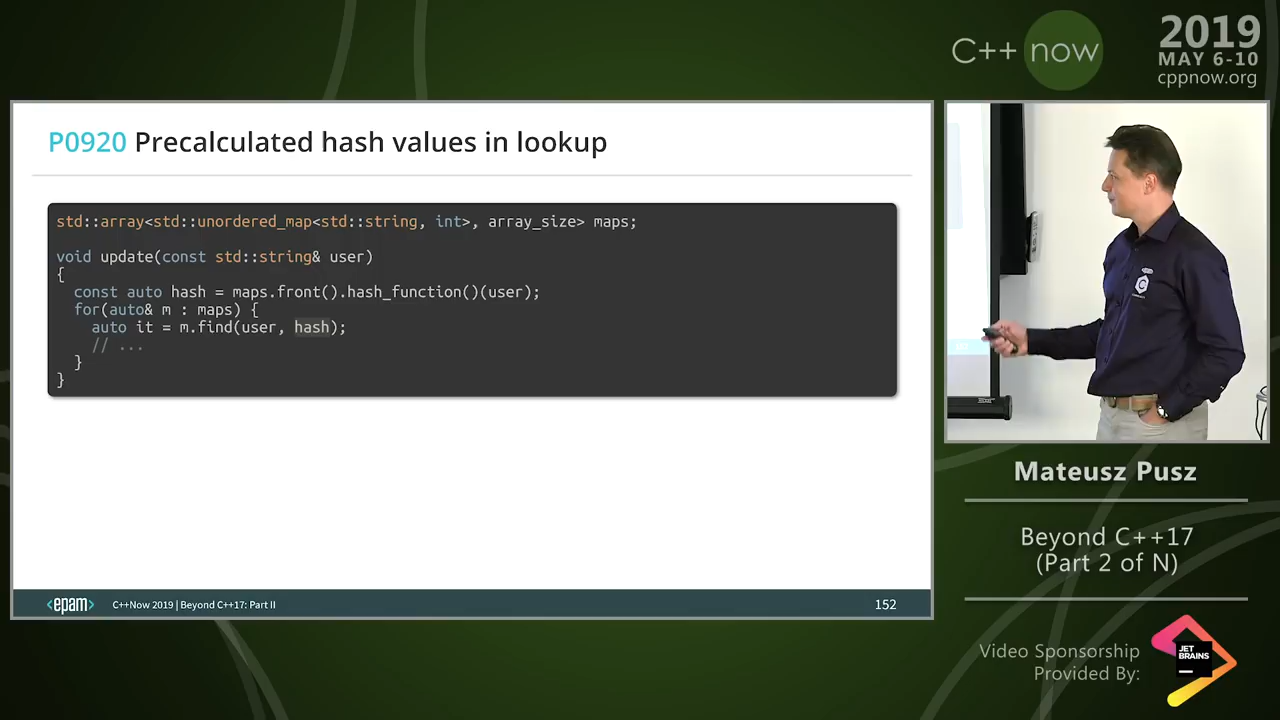 C++ now
2019
MAY 6-10
cppnow.org
P0920 Precalculated hash values in lookup
std::array<std::unordered_map<std::string, int>, array_size> maps;
void update(const std::string& user)
{
const auto hash = maps.front().hash_function()(user);
for(auto& m : maps) {
auto it = m.find(user, hash);
// ...
}
}
<epam> C++Now 2019 | Beyond C++17: Part II 152
Mateusz Pusz
Beyond C++17
(Part 2 of N)
Video Sponsorship
Provided By:
JET
BRAINS